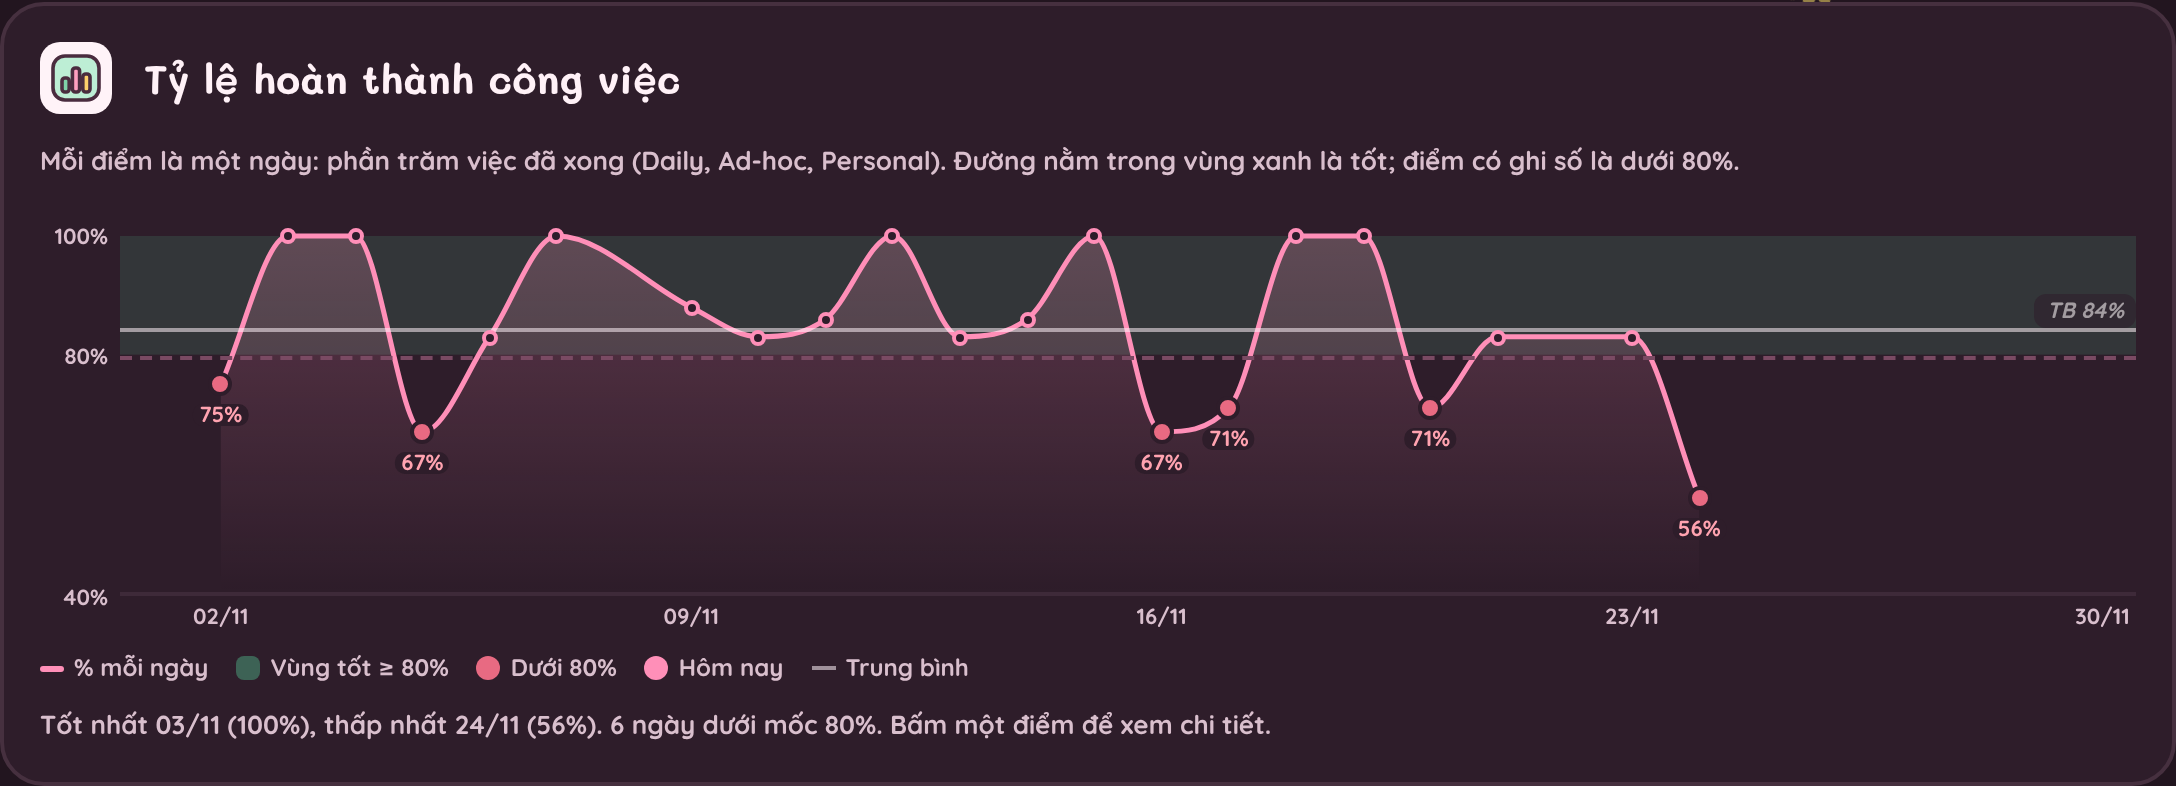 Tỷ lệ hoàn thành công việc
Mỗi điểm là một ngày: phần trăm việc đã xong (Daily, Ad-hoc, Personal). Đường nằm trong vùng xanh là tốt; điểm có ghi số là dưới 80%.
100%
TB 84%
80%
75%
67%
67%
71%
71%
56%
40%
02/11
09/11
16/11
23/11
30/11
% mỗi ngày
Vùng tốt ≥ 80%
Dưới 80%
Hôm nay
Trung bình
Tốt nhất 03/11 (100%), thấp nhất 24/11 (56%). 6 ngày dưới mốc 80%. Bấm một điểm để xem chi tiết.